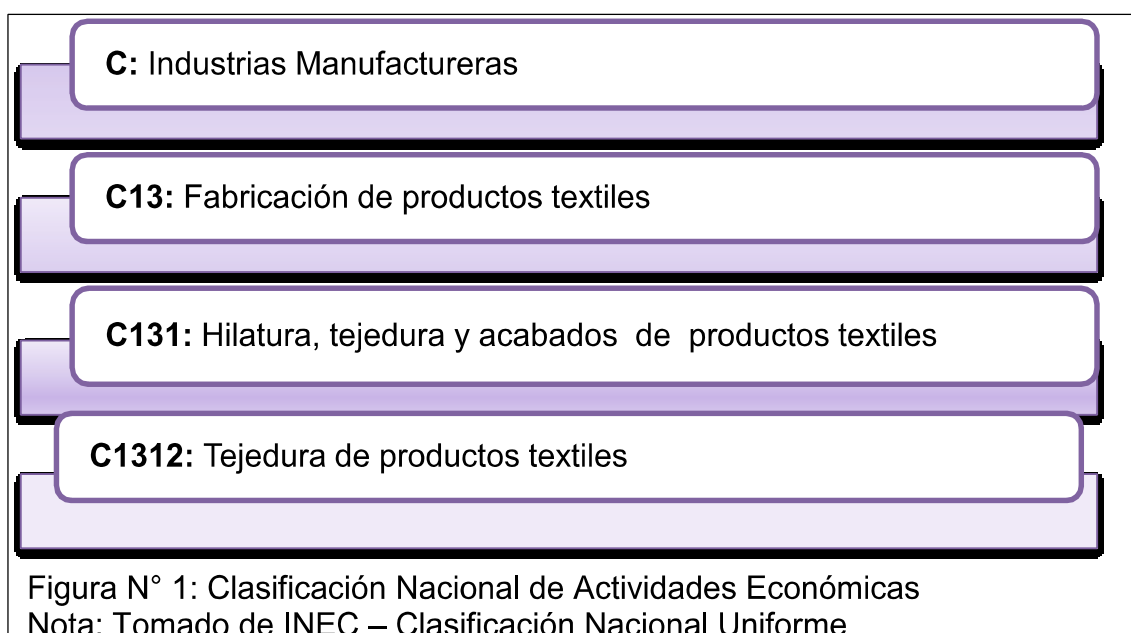 C: Industrias Manufactureras
C13: Fabricación de productos textiles
C131: Hilatura, tejedura y acabados de productos textiles
C1312: Tejedura de productos textiles
Figura N° 1: Clasificación Nacional de Actividades Económicas
Nota: Tomado de INEC – Clasificación Nacional Uniforme